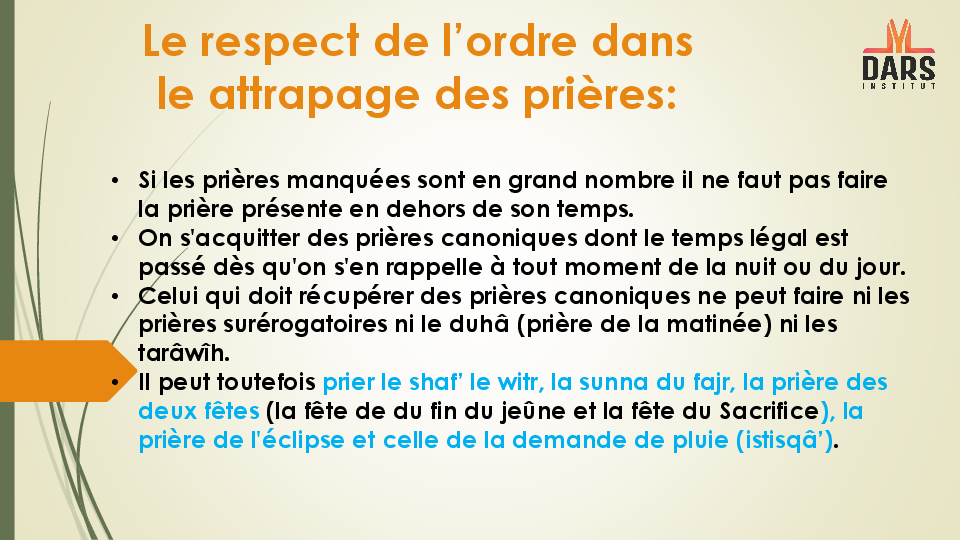 Le respect de l’ordre dans
le attrapage des prières:
DARS
INSTITUT
• Si les prières manquées sont en grand nombre il ne faut pas faire
la prière présente en dehors de son temps.
• On s'acquitter des prières canoniques dont le temps légal est
passé dès qu'on s'en rappelle à tout moment de la nuit ou du jour.
• Celui qui doit récupérer des prières canoniques ne peut faire ni les
prières surérogatoires ni le duhâ (prière de la matinée) ni les
tarâwîh.
• Il peut toutefois prier le shaf’ le witr, la sunna du fajr, la prière des
deux fêtes (la fête de du fin du jeûne et la fête du Sacrifice), la
prière de l'éclipse et celle de la demande de pluie (istisqâ’).